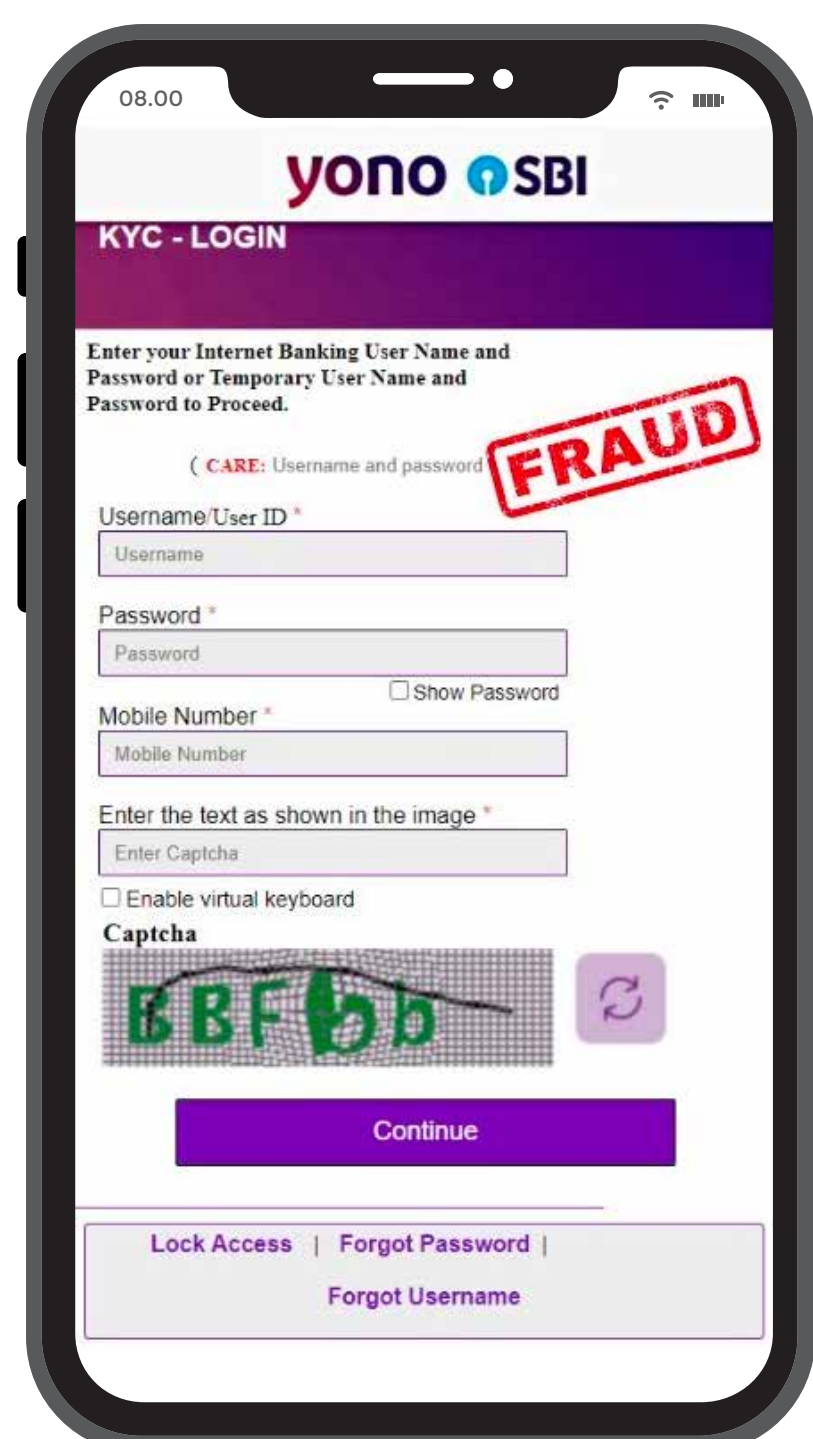 08.00
yono SBI
KYC - LOGIN
Enter your Internet Banking User Name and
Password or Temporary User Name and
Password to Proceed.
( CARE: Username and password
FRAUD
Username/User ID *
Username
Password *
Password
Show Password
Mobile Number *
Mobile Number
Enter the text as shown in the image *
Enter Captcha
Enable virtual keyboard
Captcha
BBFbb
Continue
Lock Access | Forgot Password |
Forgot Username